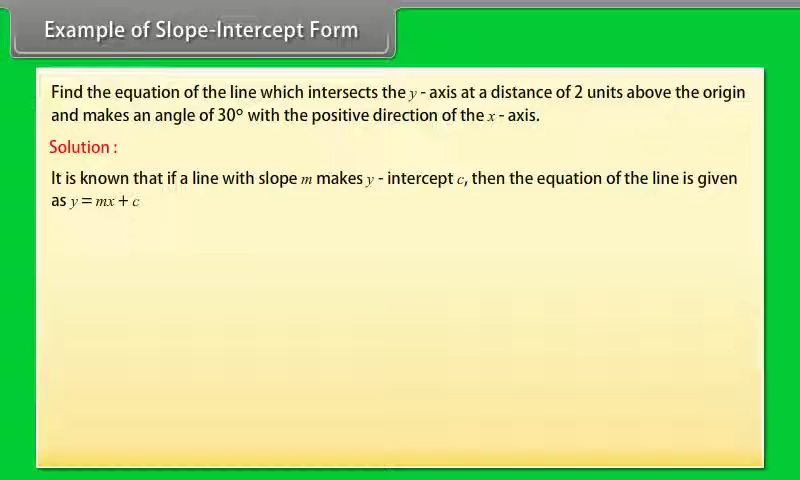 Example of Slope-Intercept Form
Find the equation of the line which intersects the y - axis at a distance of 2 units above the origin
and makes an angle of 30° with the positive direction of the x - axis.
Solution :
It is known that if a line with slope m makes y - intercept c, then the equation of the line is given
as y = mx + c